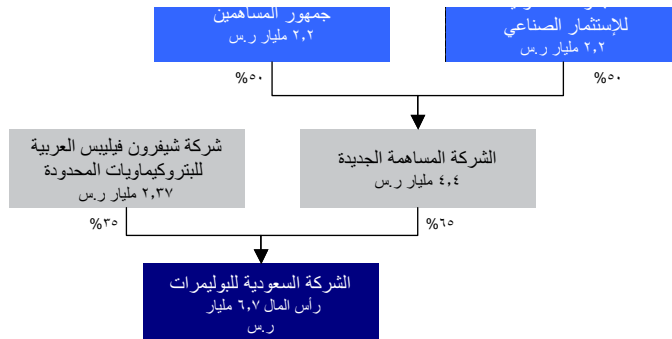 جمهور المساهمين
٢,٢ مليار ر.س
للإستثمار الصناعي
٢,٢ مليار ر.س
%٥٠
%٥٠
شركة شيفرون فيليبس العربية
للبتروكيماويات المحدودة
٢,٣٧ مليار ر.س
الشركة المساهمة الجديدة
٤,٤ مليار ر.س
%٣٥
%٦٥
الشركة السعودية للبوليمرات
رأس المال ٦,٧ مليار
ر.س